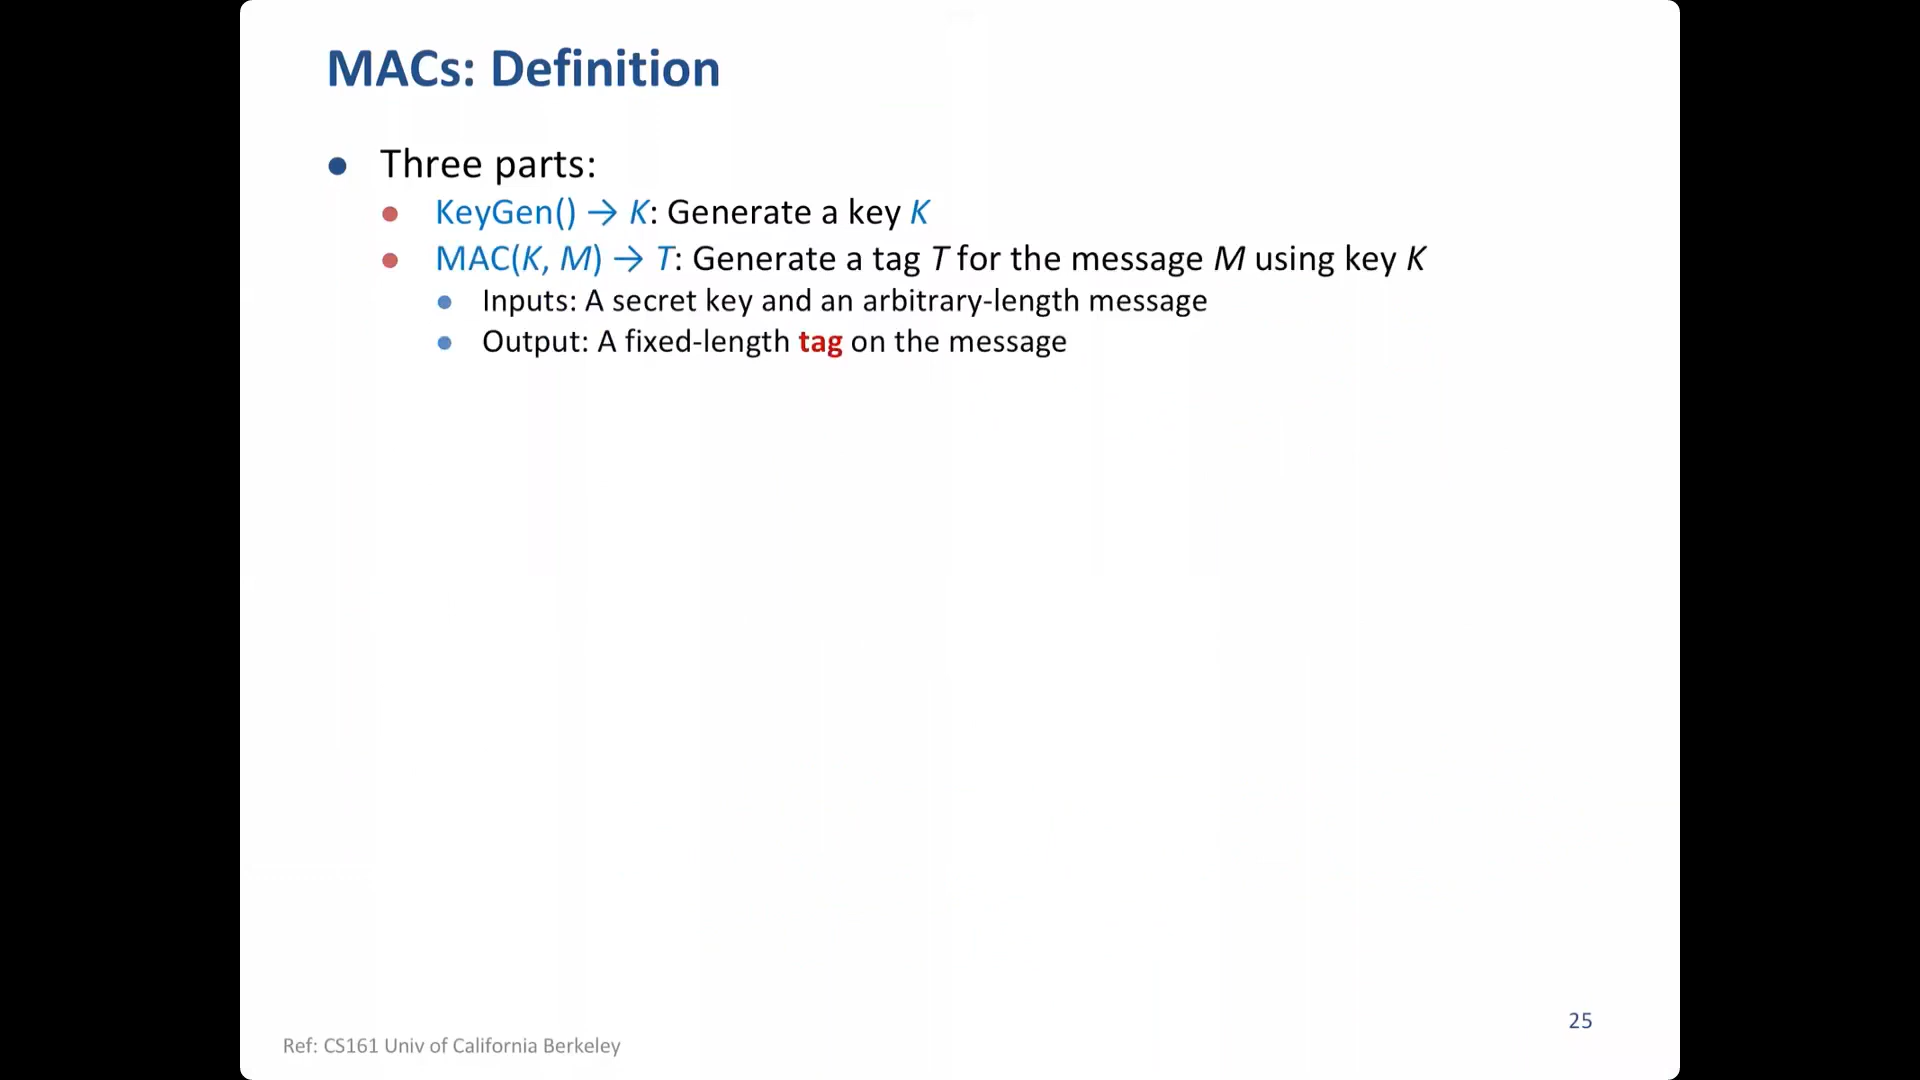 MACs: Definition
● Three parts:
● KeyGen() → K: Generate a key K
● MAC(K, M) → T: Generate a tag T for the message M using key K
● Inputs: A secret key and an arbitrary-length message
● Output: A fixed-length tag on the message
25
Ref: CS161 Univ of California Berkeley